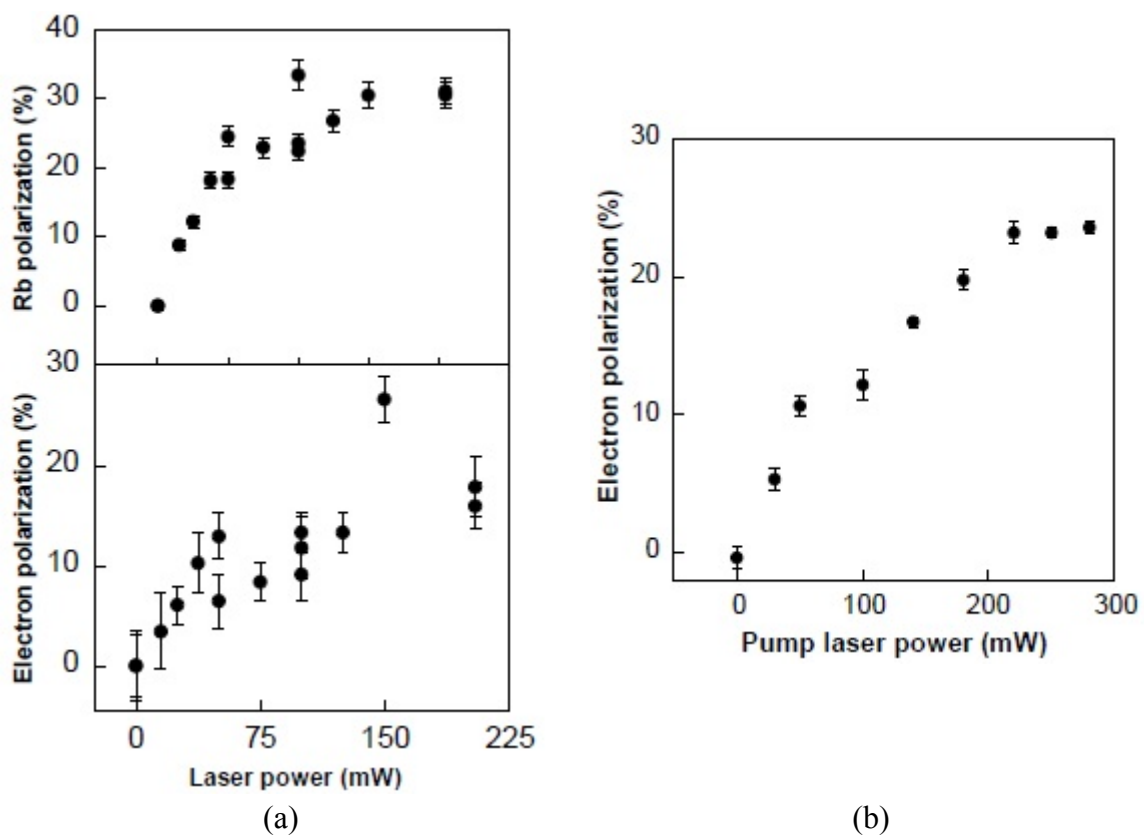 40
30
20
10
0
Rb polarization (%)
30
20
10
0
Electron polarization (%)
0 75 150 225
Laser power (mW)
(a)
30
20
10
0
Electron polarization (%)
0 100 200 300
Pump laser power (mW)
(b)